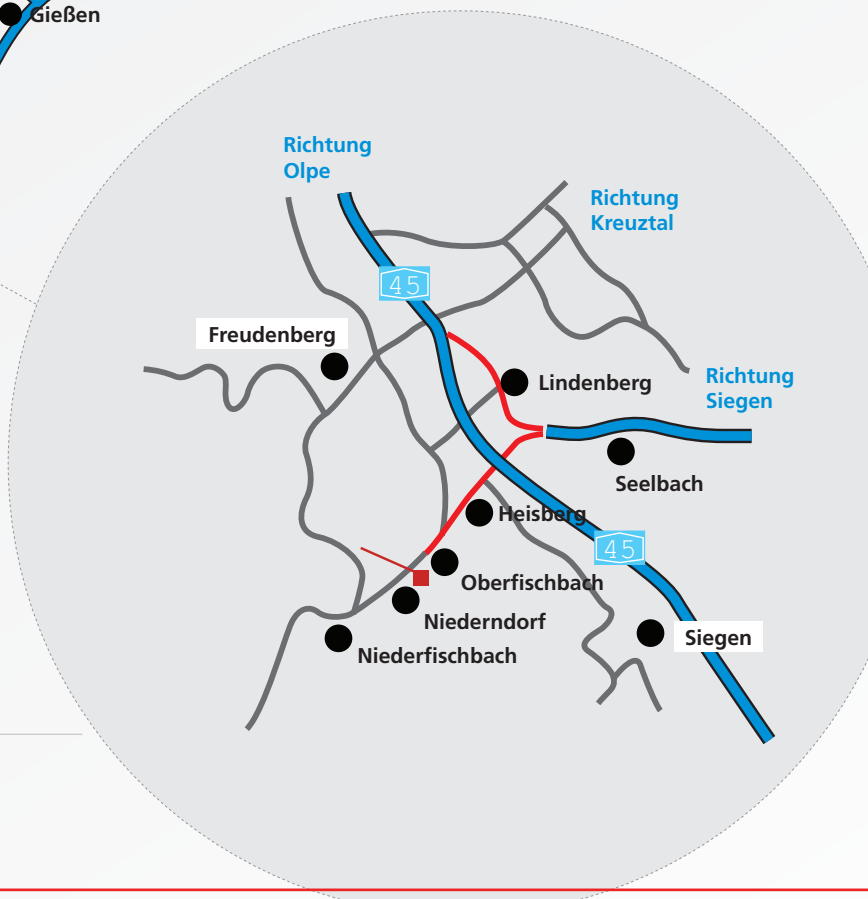 Gießen
Richtung
Olpe
Richtung
Kreuztal
45
Freudenberg
Lindenberg
Richtung
Siegen
Seelbach
Heisberg
45
Oberfischbach
Niederndorf
Siegen
Niederfischbach